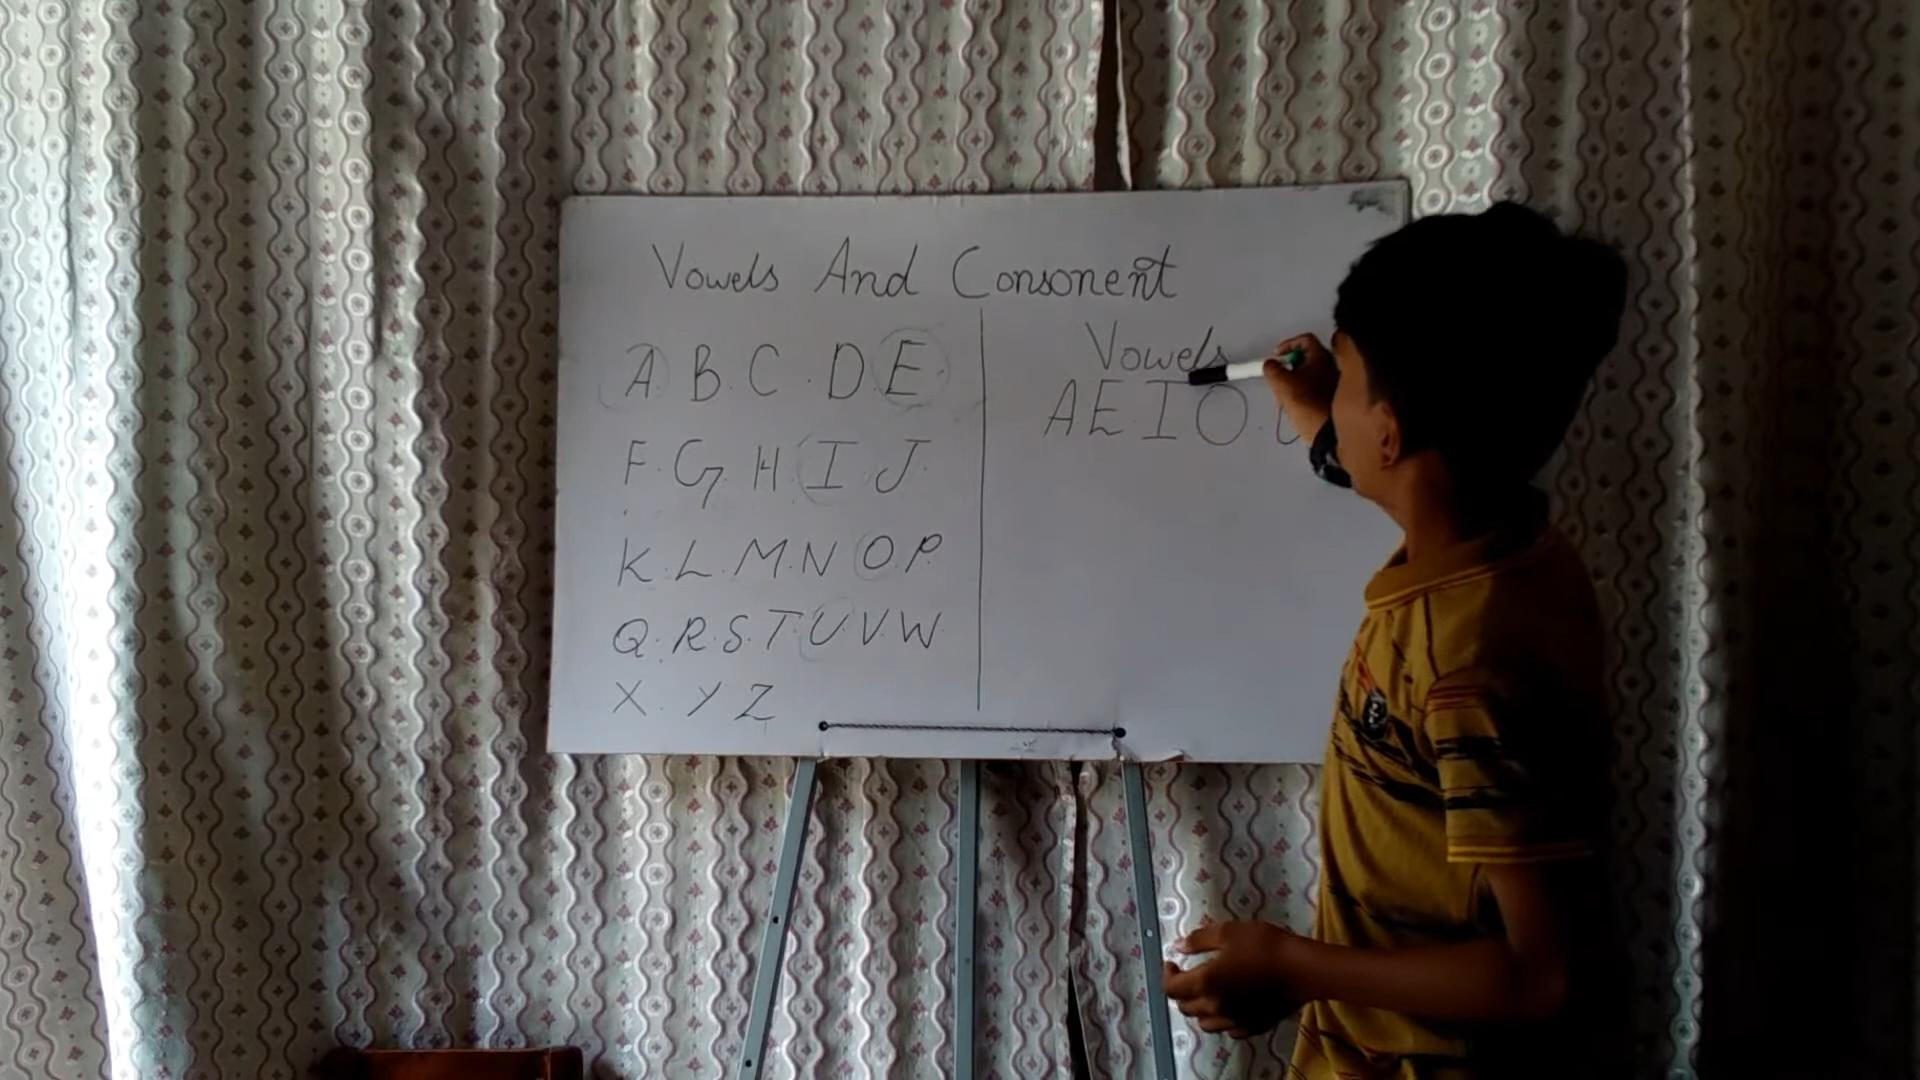 Vowels And Consonent
A B C D E
F G H I J
K L M N O P
Q R S T U V W
X Y Z
Vowels
A E I O